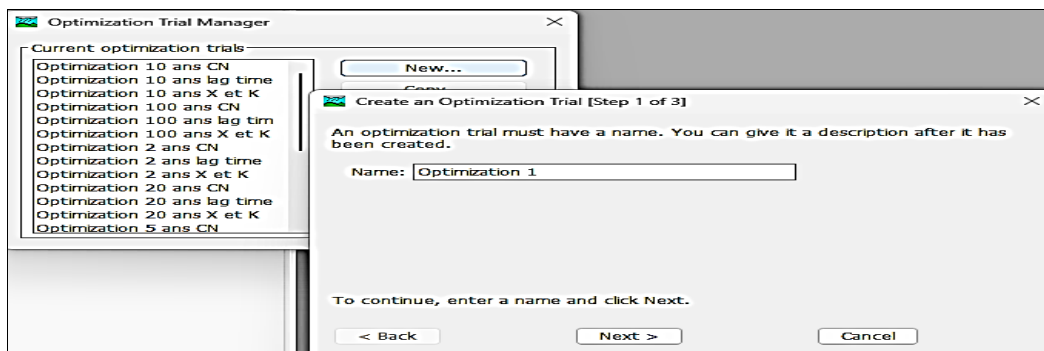 Optimization Trial Manager
Current optimization trials
Optimization 10 ans CN
Optimization 10 ans lag time
Optimization 10 ans X et K
Optimization 100 ans CN
Optimization 100 ans lag tim
Optimization 100 ans X et K
Optimization 2 ans CN
Optimization 2 ans lag time
Optimization 2 ans X et K
Optimization 20 ans CN
Optimization 20 ans lag time
Optimization 20 ans X et K
Optimization 5 ans CN
New...
Copy
Create an Optimization Trial [Step 1 of 3]
An optimization trial must have a name. You can give it a description after it has
been created.
Name: Optimization 1
To continue, enter a name and click Next.
< Back
Next >
Cancel